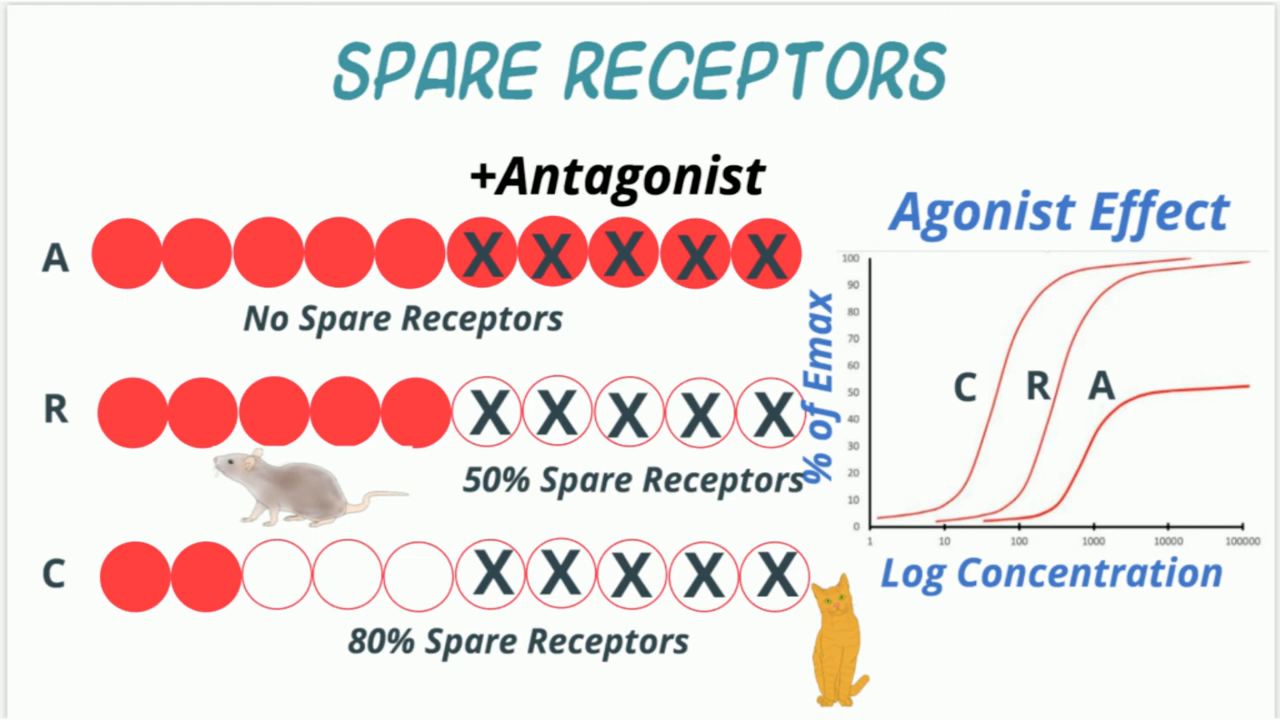 SPARE RECEPTORS
+Antagonist
A X X X X X
No Spare Receptors
R X X X X X
50% Spare Receptors
C X X X X X
80% Spare Receptors
Agonist Effect
% of Emax
100
90
80
70
60
50
40
30
20
10
0
C R A
1 10 100 1000 10000 100000
Log Concentration